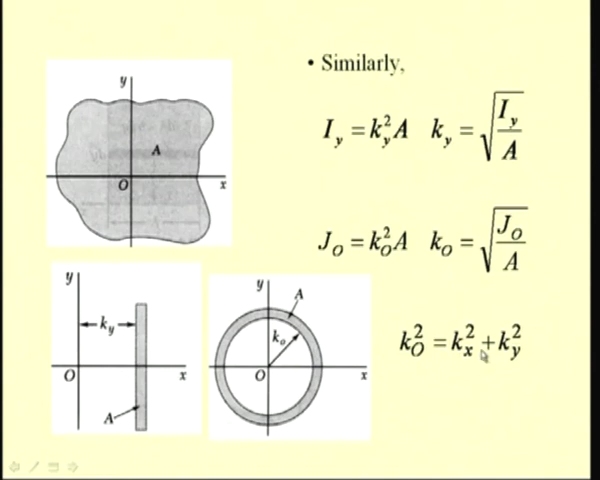 • Similarly,
y
A
O
x
I_y = k_y^2 A   k_y = √(I_y / A)
J_O = k_O^2 A   k_O = √(J_O / A)
y
k_y
O
x
A
y
A
k_o
O
x
k_O^2 = k_x^2 + k_y^2